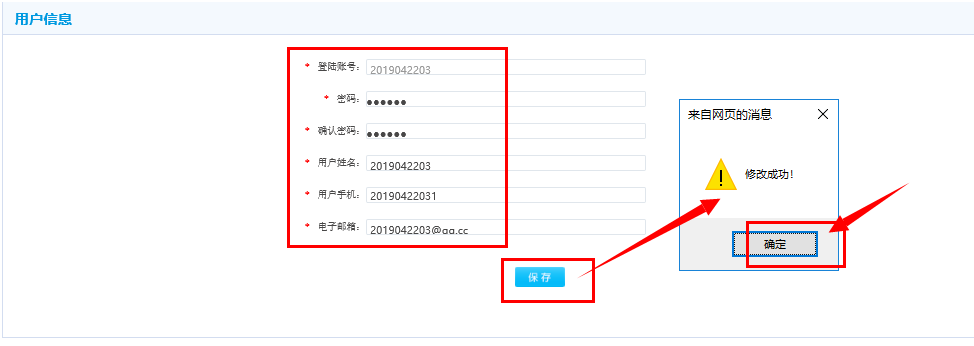 用户信息
* 登陆账号： 2019042203
* 密码： ●●●●●●
* 确认密码： ●●●●●●
* 用户姓名： 2019042203
* 用户手机： 20190422031
* 电子邮箱： 2019042203@qq.cc
保 存
来自网页的消息
修改成功！
确定